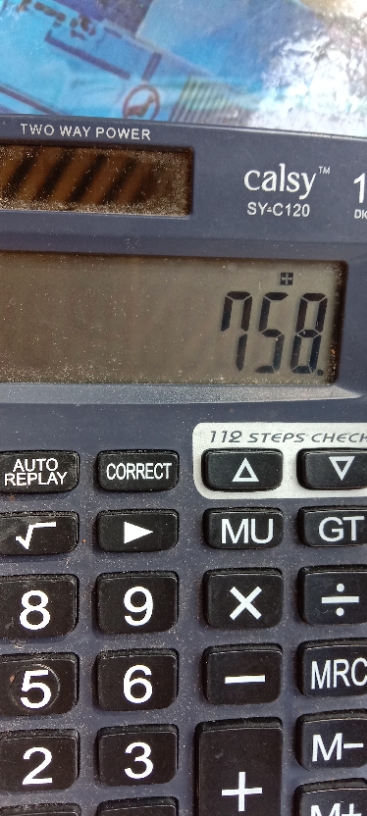 TWO WAY POWER
calsy™
SY-C120
+
758.
112 STEPS CHECK
AUTO REPLAY
CORRECT
△
▽
√
▶
MU
GT
8
9
×
÷
5
6
−
MRC
2
3
+
M−
M+